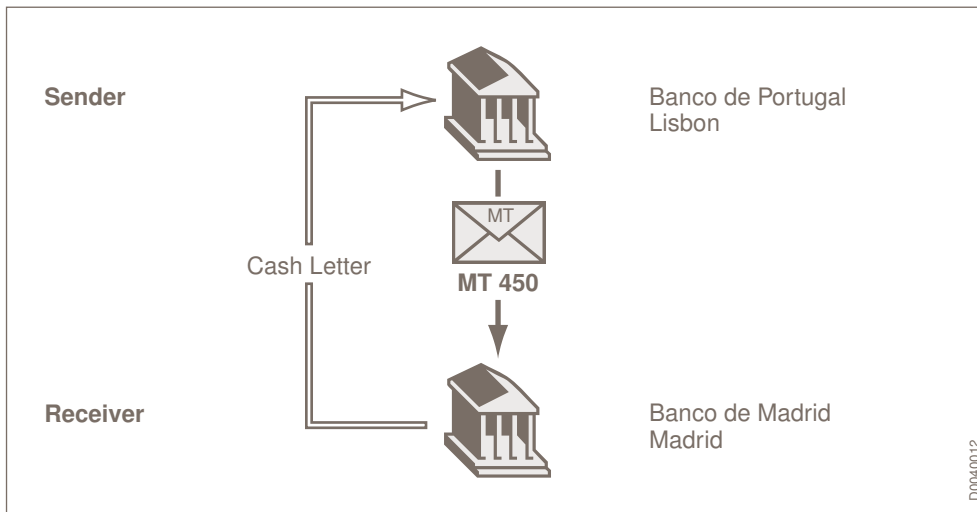 Sender
Banco de Portugal
Lisbon
MT
Cash Letter
MT 450
Receiver
Banco de Madrid
Madrid
D0040012